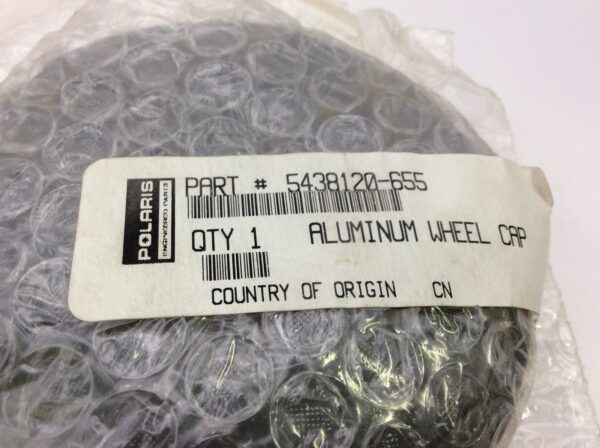 POLARIS
ENGINEERED PARTS
PART # 5438120-655
QTY 1 ALUMINUM WHEEL CAP
COUNTRY OF ORIGIN CN